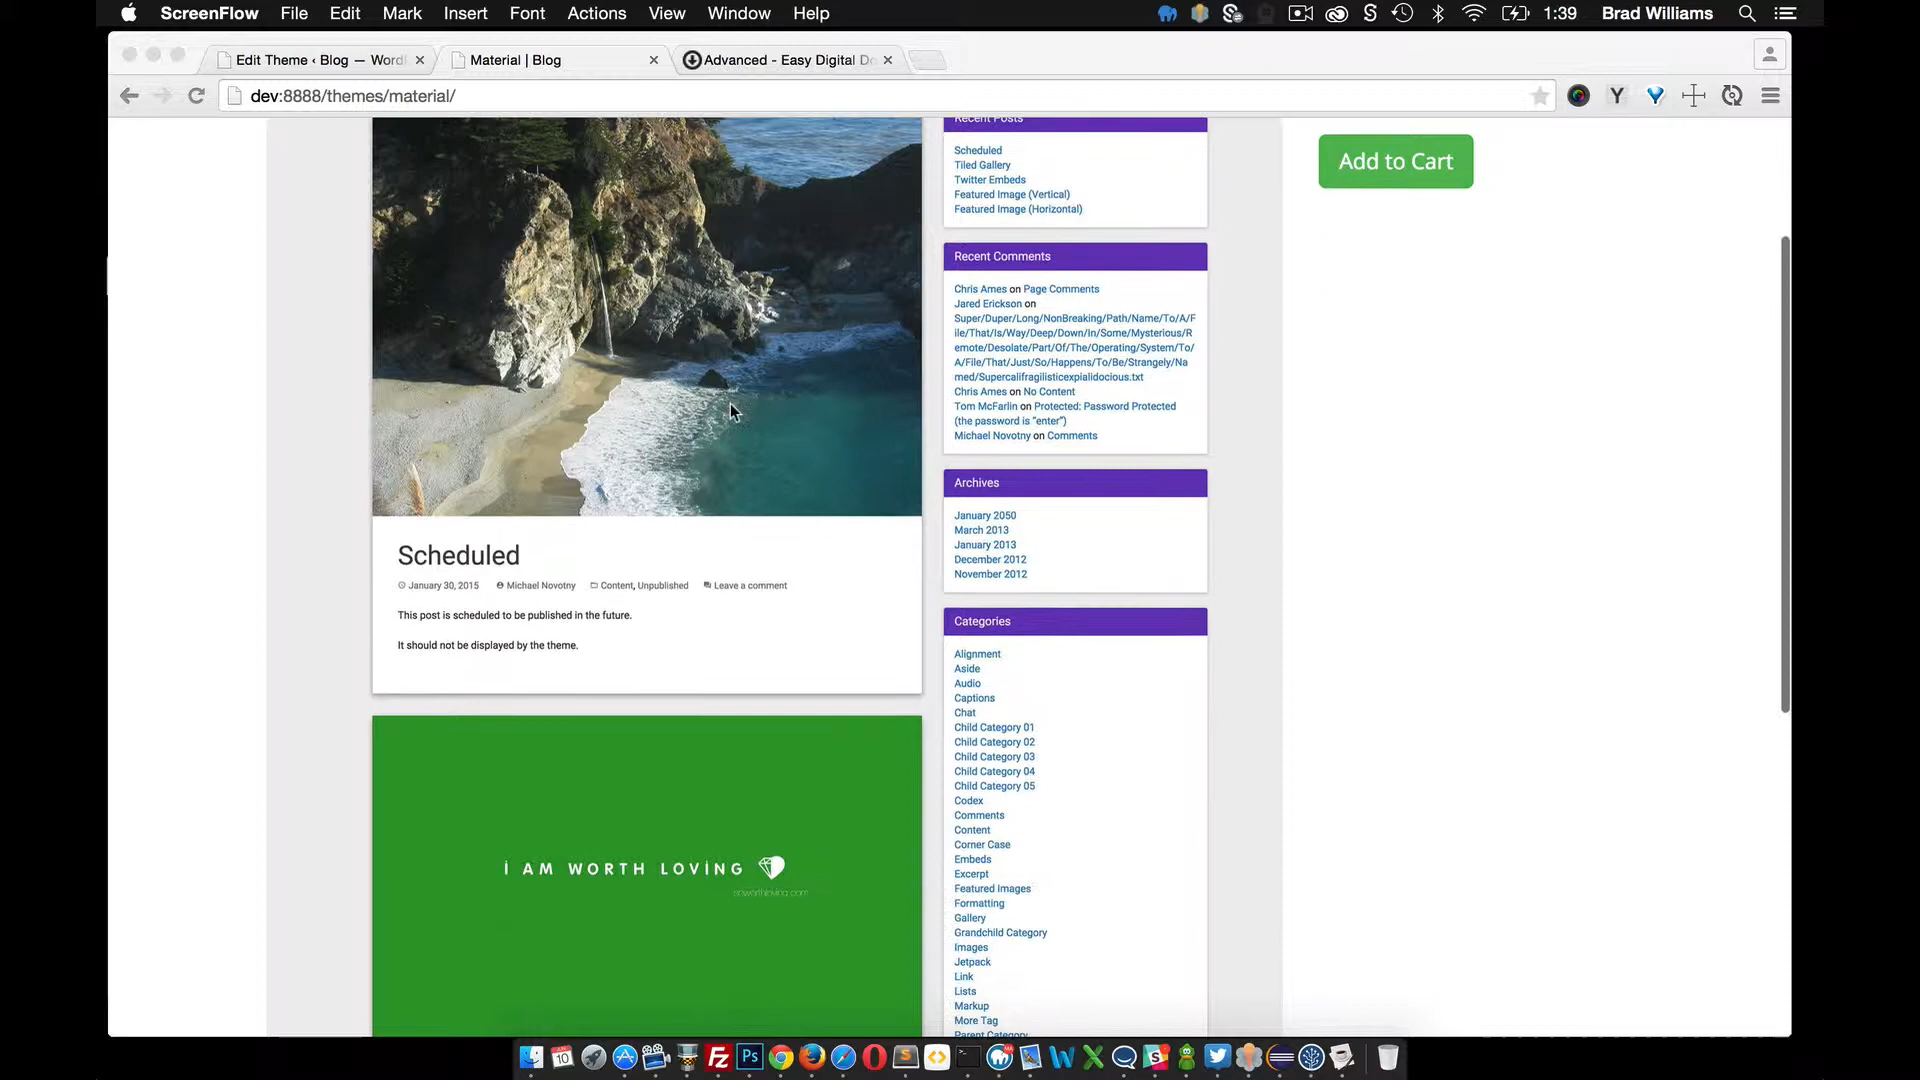 ScreenFlow File Edit Mark Insert Font Actions View Window Help 1:39 Brad Williams
Edit Theme ‹ Blog — Word
Material | Blog
Advanced - Easy Digital Do
dev:8888/themes/material/
Add to Cart
Scheduled
January 30, 2015 Michael Novotny Content, Unpublished Leave a comment
This post is scheduled to be published in the future.
It should not be displayed by the theme.
I AM WORTH LOVING
Recent Posts
Scheduled
Tiled Gallery
Twitter Embeds
Featured Image (Vertical)
Featured Image (Horizontal)
Recent Comments
Chris Ames on Page Comments
Jared Erickson on
Super/Duper/Long/NonBreaking/Path/Name/To/A/F
ile/That/Is/Way/Deep/Down/In/Some/Mysterious/R
emote/Desolate/Part/Of/The/Operating/System/To/
A/File/That/Just/So/Happens/To/Be/Strangely/Na
med/Supercalifragilisticexpialidocious.txt
Chris Ames on No Content
Tom McFarlin on Protected: Password Protected
(the password is "enter")
Michael Novotny on Comments
Archives
January 2050
March 2013
January 2013
December 2012
November 2012
Categories
Alignment
Aside
Audio
Captions
Chat
Child Category 01
Child Category 02
Child Category 03
Child Category 04
Child Category 05
Codex
Comments
Content
Corner Case
Embeds
Excerpt
Featured Images
Formatting
Gallery
Grandchild Category
Images
Jetpack
Link
Lists
Markup
More Tag
Parent Category